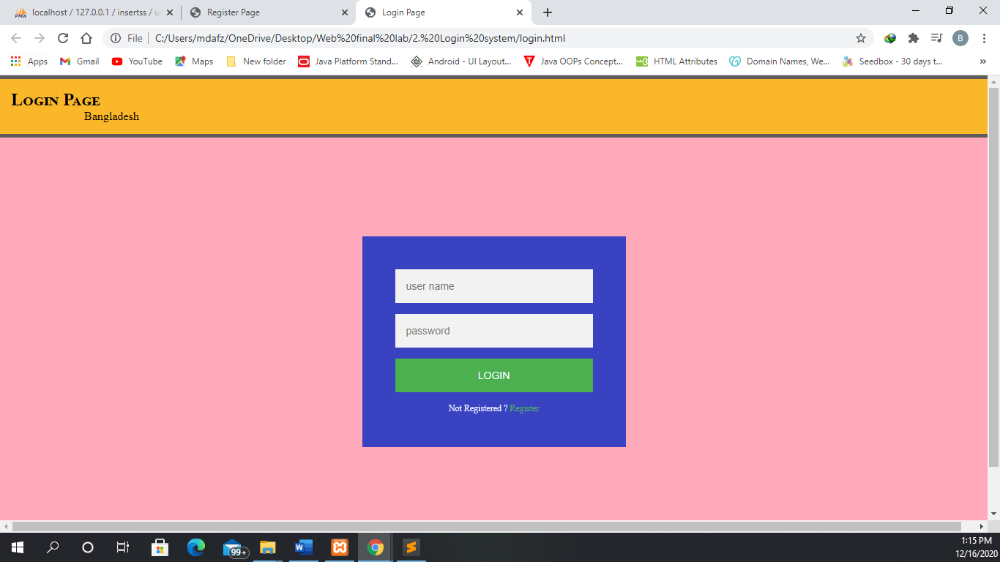 localhost / 127.0.0.1 / insertss / u
Register Page
Login Page
File
C:/Users/mdafz/OneDrive/Desktop/Web%20final%20lab/2.%20Login%20system/login.html
B
Apps
Gmail
YouTube
Maps
New folder
Java Platform Stand...
Android - UI Layout...
Java OOPs Concept...
HTML Attributes
Domain Names, We...
Seedbox - 30 days t...
»
Login Page
Bangladesh
user name
password
LOGIN
Not Registered ? Register
99+
1:15 PM
12/16/2020